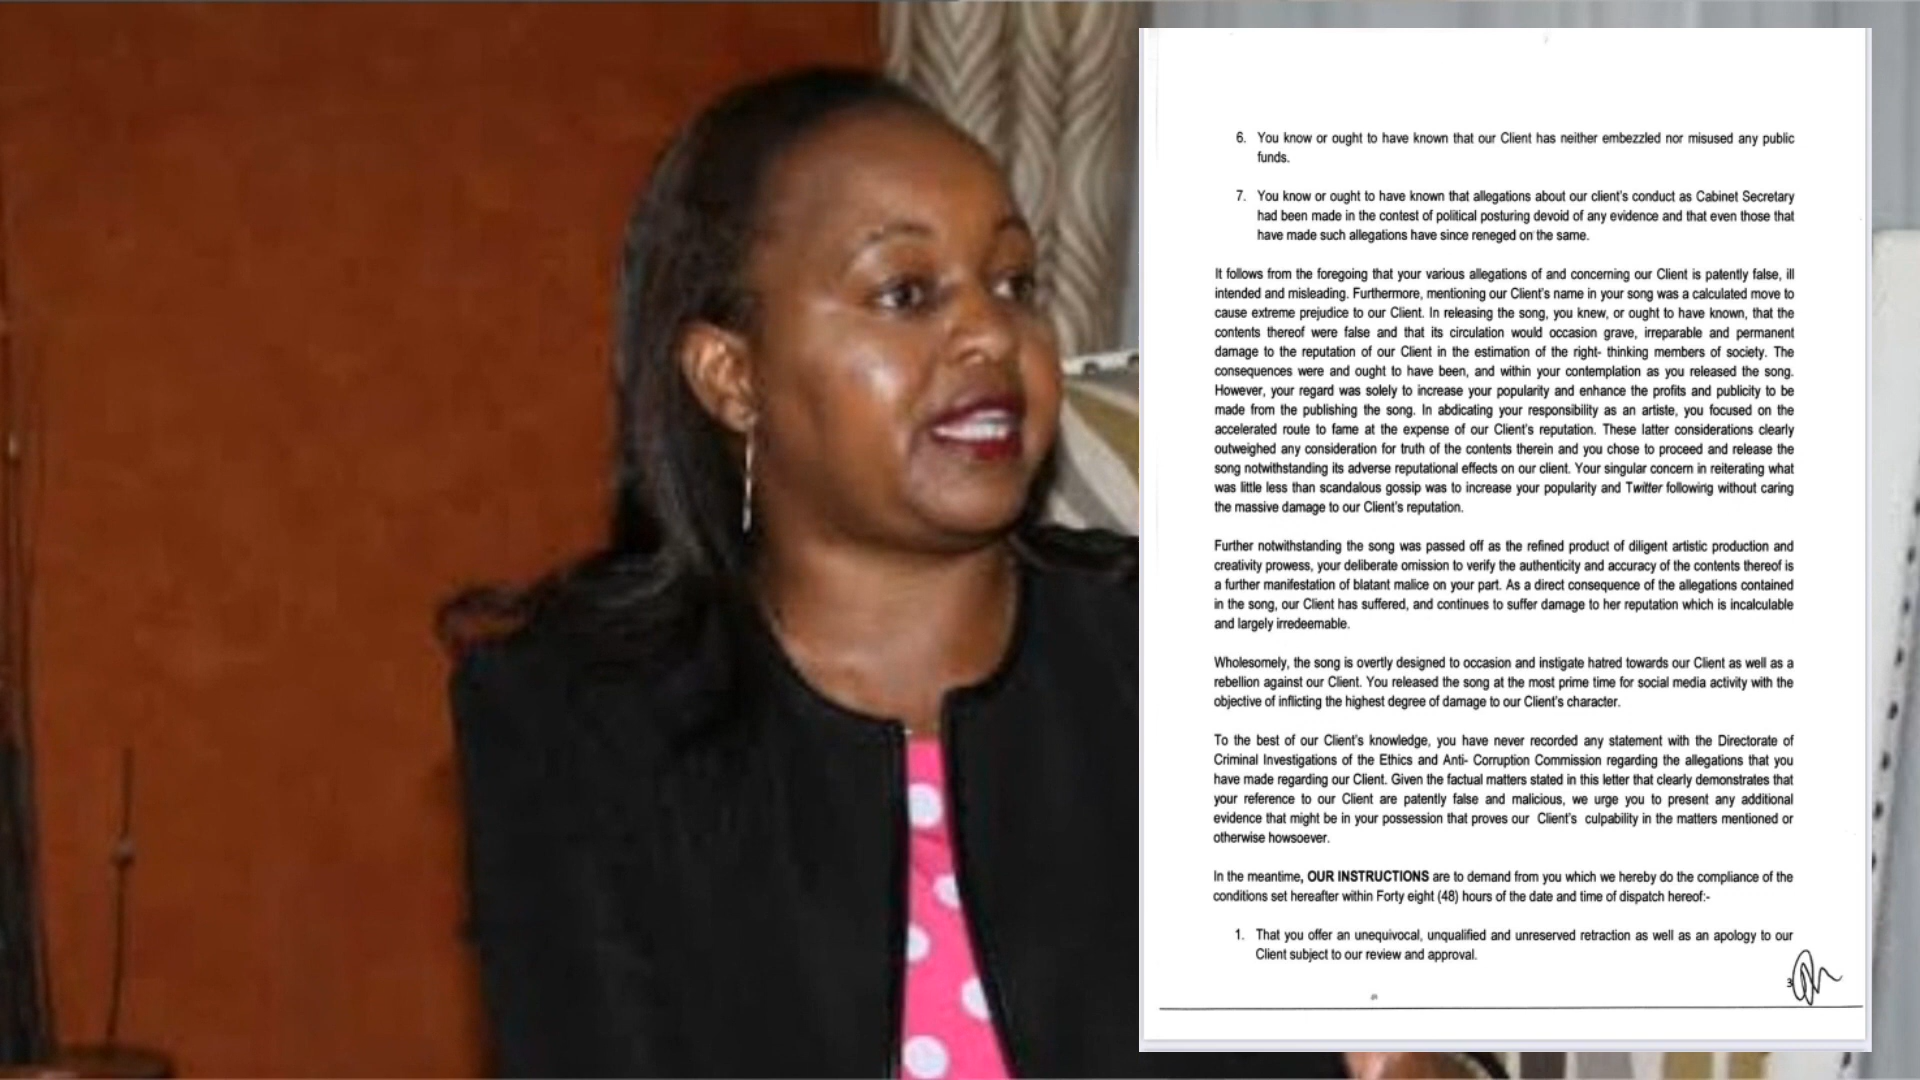 6. You know or ought to have known that our Client has neither embezzled nor misused any public
funds.
7. You know or ought to have known that allegations about our client's conduct as Cabinet Secretary
had been made in the contest of political posturing devoid of any evidence and that even those that
have made such allegations have since reneged on the same.
It follows from the foregoing that your various allegations of and concerning our Client is patently false, ill
intended and misleading. Furthermore, mentioning our Client's name in your song was a calculated move to
cause extreme prejudice to our Client. In releasing the song, you knew, or ought to have known, that the
contents thereof were false and that its circulation would occasion grave, irreparable and permanent
damage to the reputation of our Client in the estimation of the right- thinking members of society. The
consequences were and ought to have been, and within your contemplation as you released the song.
However, your regard was solely to increase your popularity and enhance the profits and publicity to be
made from the publishing the song. In abdicating your responsibility as an artiste, you focused on the
accelerated route to fame at the expense of our Client's reputation. These latter considerations clearly
outweighed any consideration for truth of the contents therein and you chose to proceed and release the
song notwithstanding its adverse reputational effects on our client. Your singular concern in reiterating what
was little less than scandalous gossip was to increase your popularity and Twitter following without caring
the massive damage to our Client's reputation.
Further notwithstanding the song was passed off as the refined product of diligent artistic production and
creativity prowess, your deliberate omission to verify the authenticity and accuracy of the contents thereof is
a further manifestation of blatant malice on your part. As a direct consequence of the allegations contained
in the song, our Client has suffered, and continues to suffer damage to her reputation which is incalculable
and largely irredeemable.
Wholesomely, the song is overtly designed to occasion and instigate hatred towards our Client as well as a
rebellion against our Client. You released the song at the most prime time for social media activity with the
objective of inflicting the highest degree of damage to our Client's character.
To the best of our Client's knowledge, you have never recorded any statement with the Directorate of
Criminal Investigations of the Ethics and Anti- Corruption Commission regarding the allegations that you
have made regarding our Client. Given the factual matters stated in this letter that clearly demonstrates that
your reference to our Client are patently false and malicious, we urge you to present any additional
evidence that might be in your possession that proves our Client's culpability in the matters mentioned or
otherwise howsoever.
In the meantime, OUR INSTRUCTIONS are to demand from you which we hereby do the compliance of the
conditions set hereafter within Forty eight (48) hours of the date and time of dispatch hereof:-
1. That you offer an unequivocal, unqualified and unreserved retraction as well as an apology to our
Client subject to our review and approval.
3